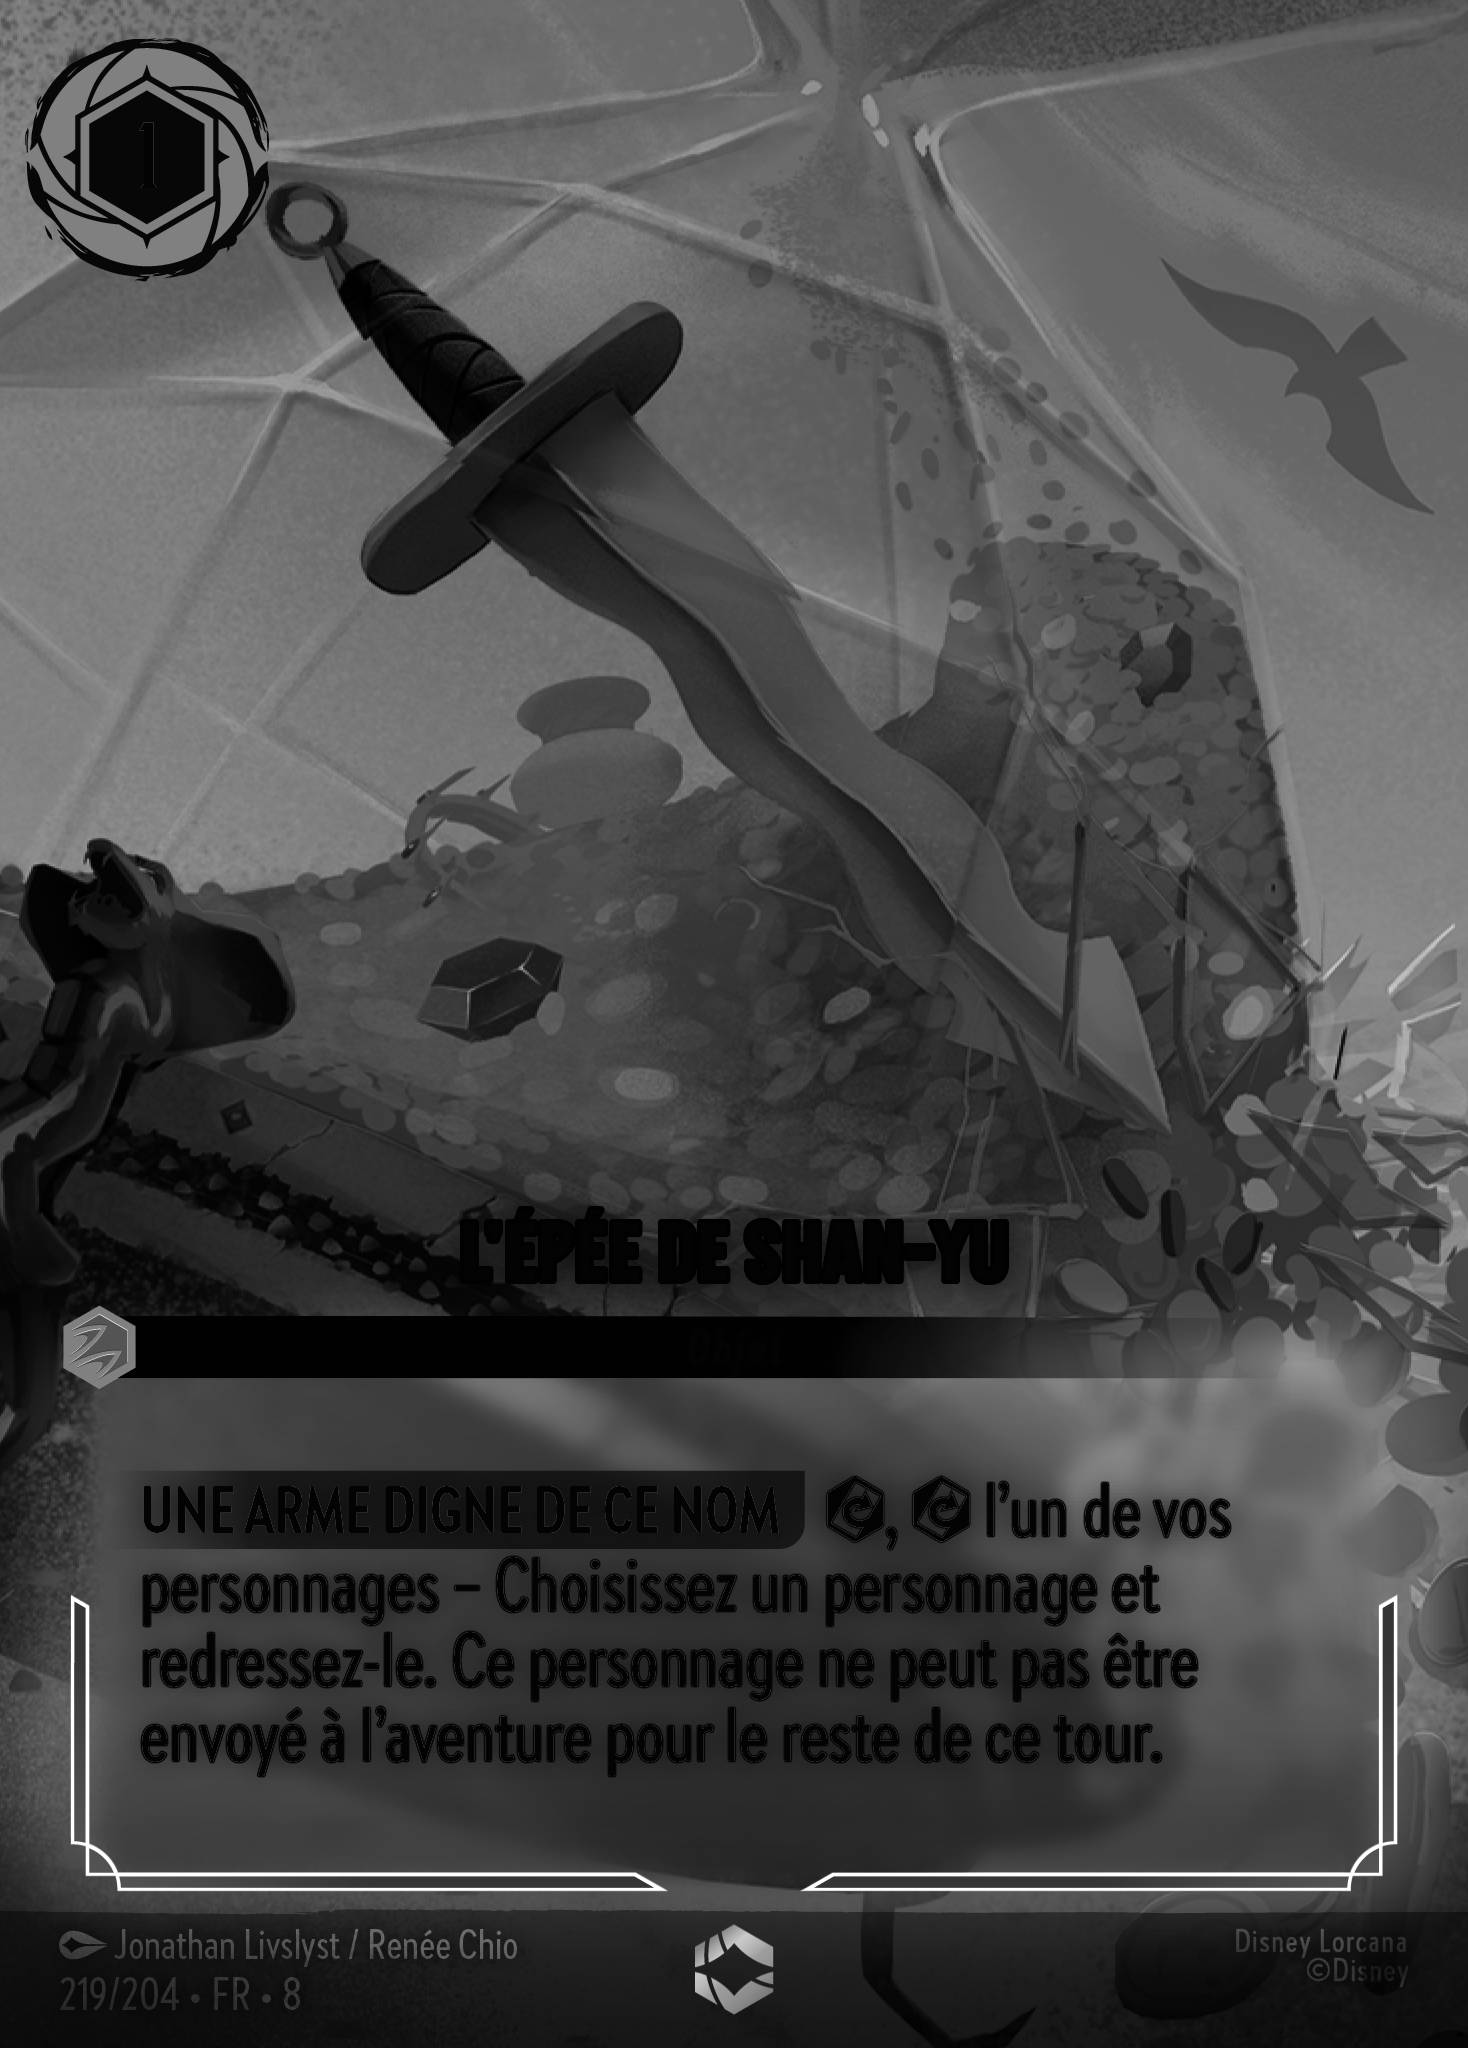 1
L'ÉPÉE DE SHAN-YU
Objet
UNE ARME DIGNE DE CE NOM , l’un de vos
personnages – Choisissez un personnage et
redressez-le. Ce personnage ne peut pas être
envoyé à l’aventure pour le reste de ce tour.
Jonathan Livslyst / Renée Chio
Disney Lorcana
219/204 • FR • 8
©Disney